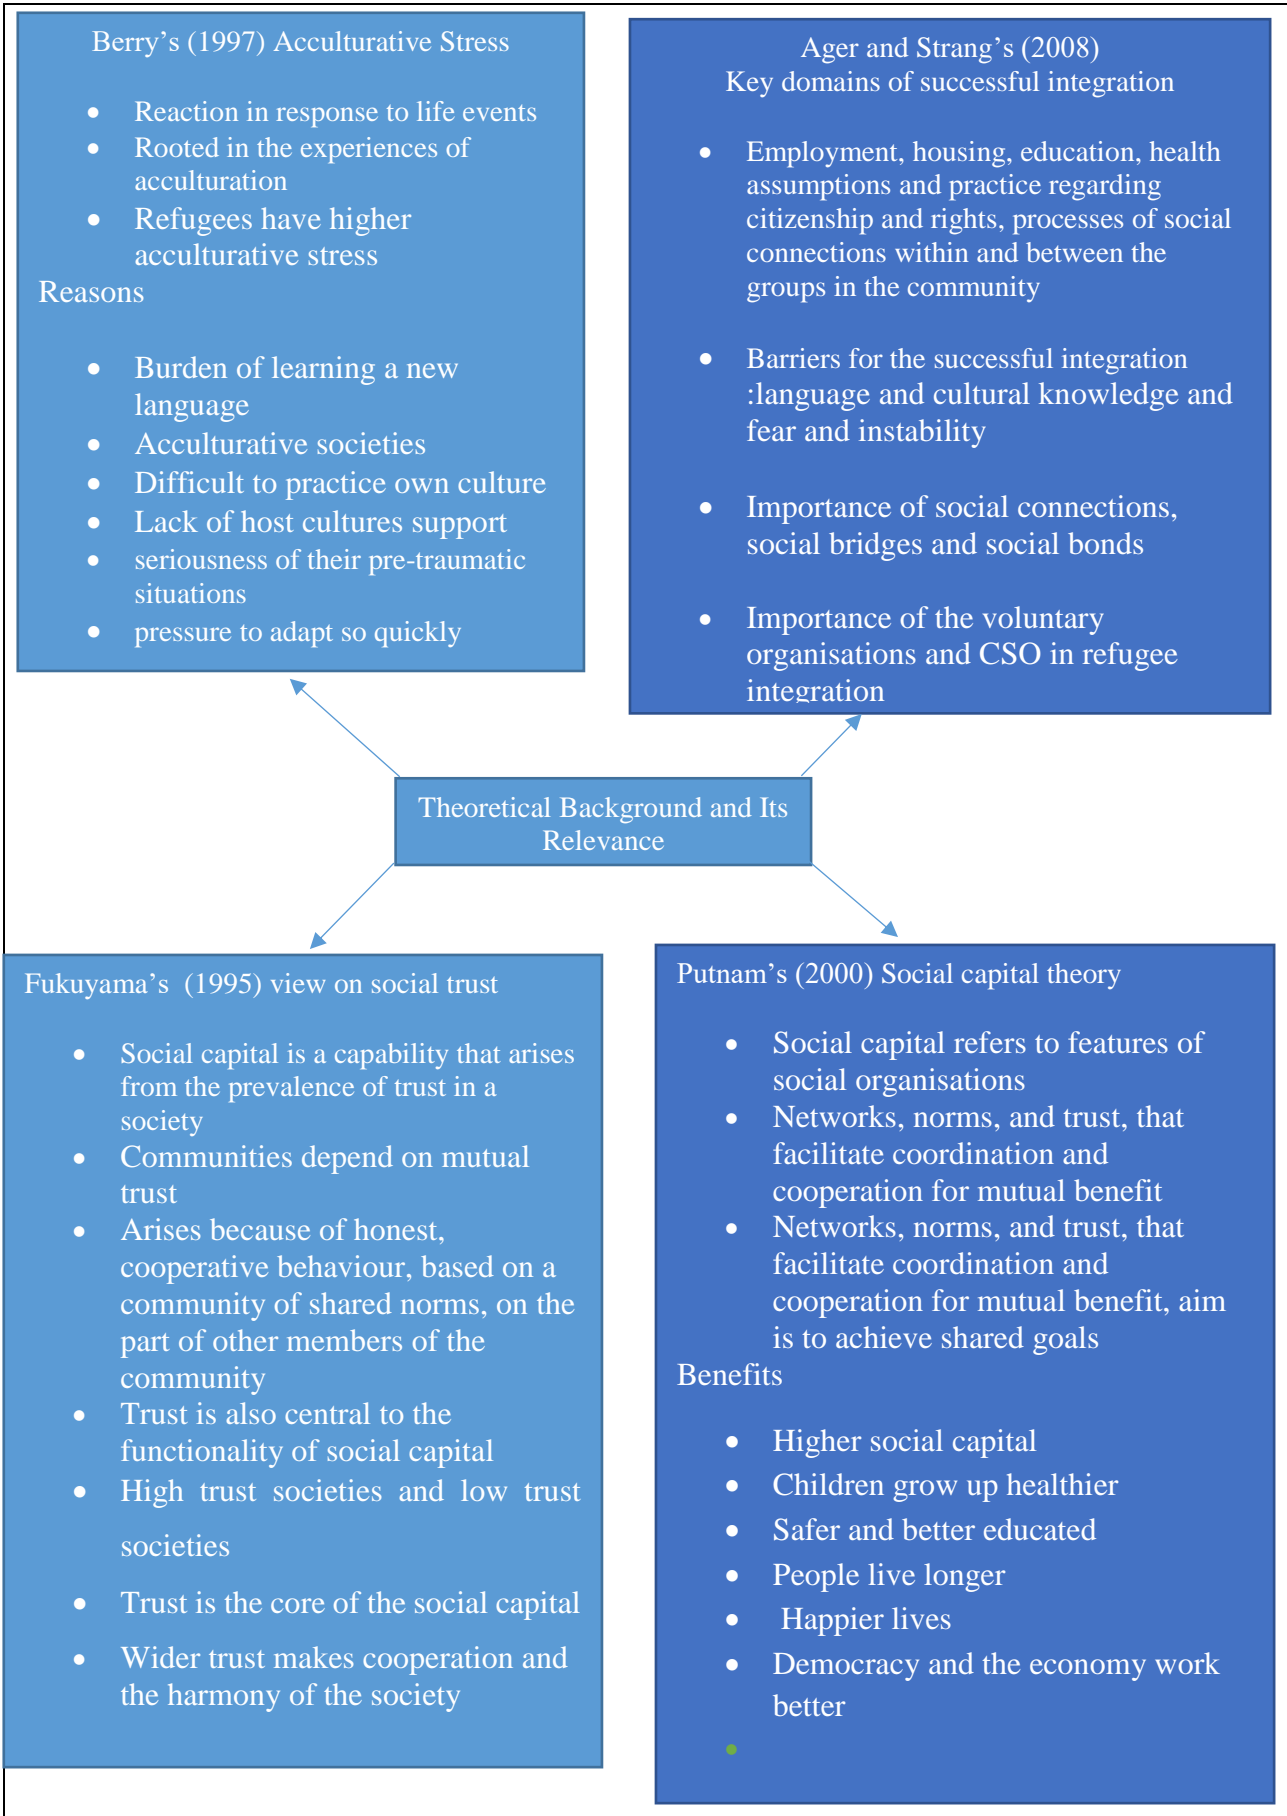 Berry’s (1997) Acculturative Stress
• Reaction in response to life events
• Rooted in the experiences of
acculturation
• Refugees have higher
acculturative stress
Reasons
• Burden of learning a new
language
• Acculturative societies
• Difficult to practice own culture
• Lack of host cultures support
• seriousness of their pre-traumatic
situations
• pressure to adapt so quickly
Ager and Strang’s (2008)
Key domains of successful integration
• Employment, housing, education, health
assumptions and practice regarding
citizenship and rights, processes of social
connections within and between the
groups in the community
• Barriers for the successful integration
:language and cultural knowledge and
fear and instability
• Importance of social connections,
social bridges and social bonds
• Importance of the voluntary
organisations and CSO in refugee
integration
Theoretical Background and Its
Relevance
Fukuyama’s (1995) view on social trust
• Social capital is a capability that arises
from the prevalence of trust in a
society
• Communities depend on mutual
trust
• Arises because of honest,
cooperative behaviour, based on a
community of shared norms, on the
part of other members of the
community
• Trust is also central to the
functionality of social capital
• High trust societies and low trust
societies
• Trust is the core of the social capital
• Wider trust makes cooperation and
the harmony of the society
Putnam’s (2000) Social capital theory
• Social capital refers to features of
social organisations
• Networks, norms, and trust, that
facilitate coordination and
cooperation for mutual benefit
• Networks, norms, and trust, that
facilitate coordination and
cooperation for mutual benefit, aim
is to achieve shared goals
Benefits
• Higher social capital
• Children grow up healthier
• Safer and better educated
• People live longer
• Happier lives
• Democracy and the economy work
better
•